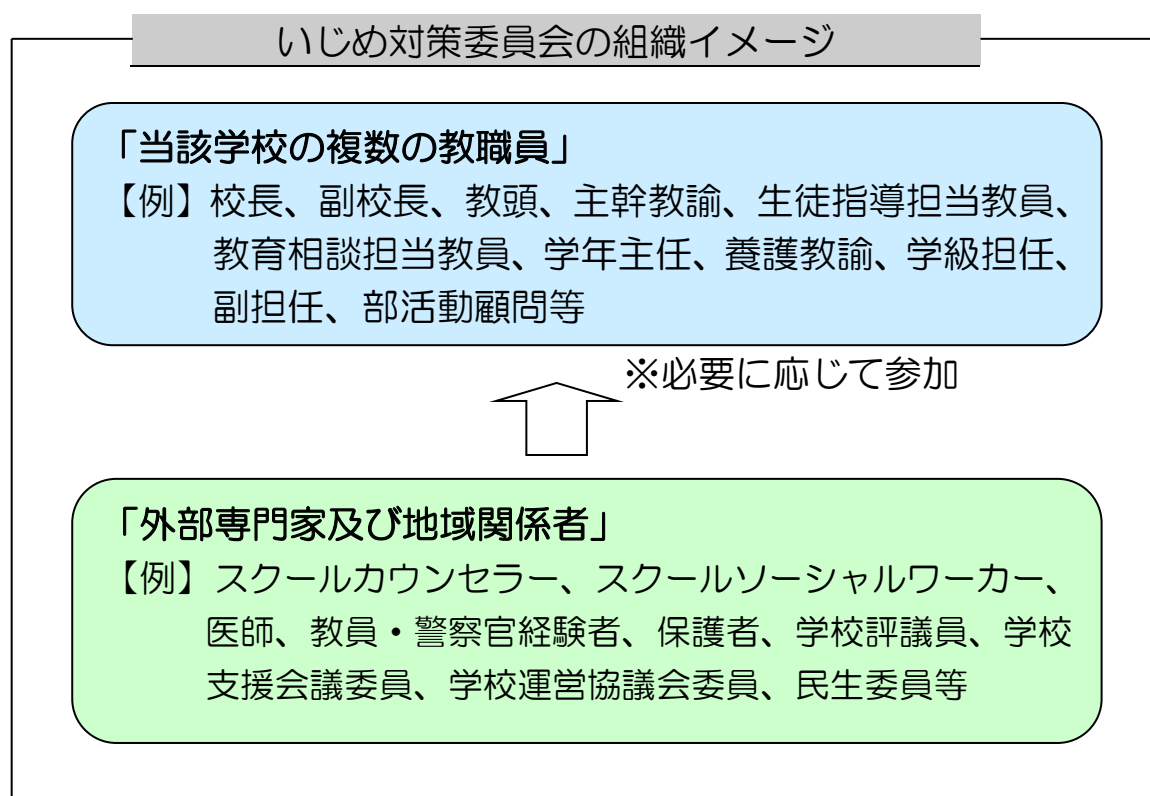 いじめ対策委員会の組織イメージ
「当該学校の複数の教職員」
【例】校長、副校長、教頭、主幹教諭、生徒指導担当教員、
教育相談担当教員、学年主任、養護教諭、学級担任、
副担任、部活動顧問等
※必要に応じて参加
「外部専門家及び地域関係者」
【例】スクールカウンセラー、スクールソーシャルワーカー、
医師、教員・警察官経験者、保護者、学校評議員、学校
支援会議委員、学校運営協議会委員、民生委員等